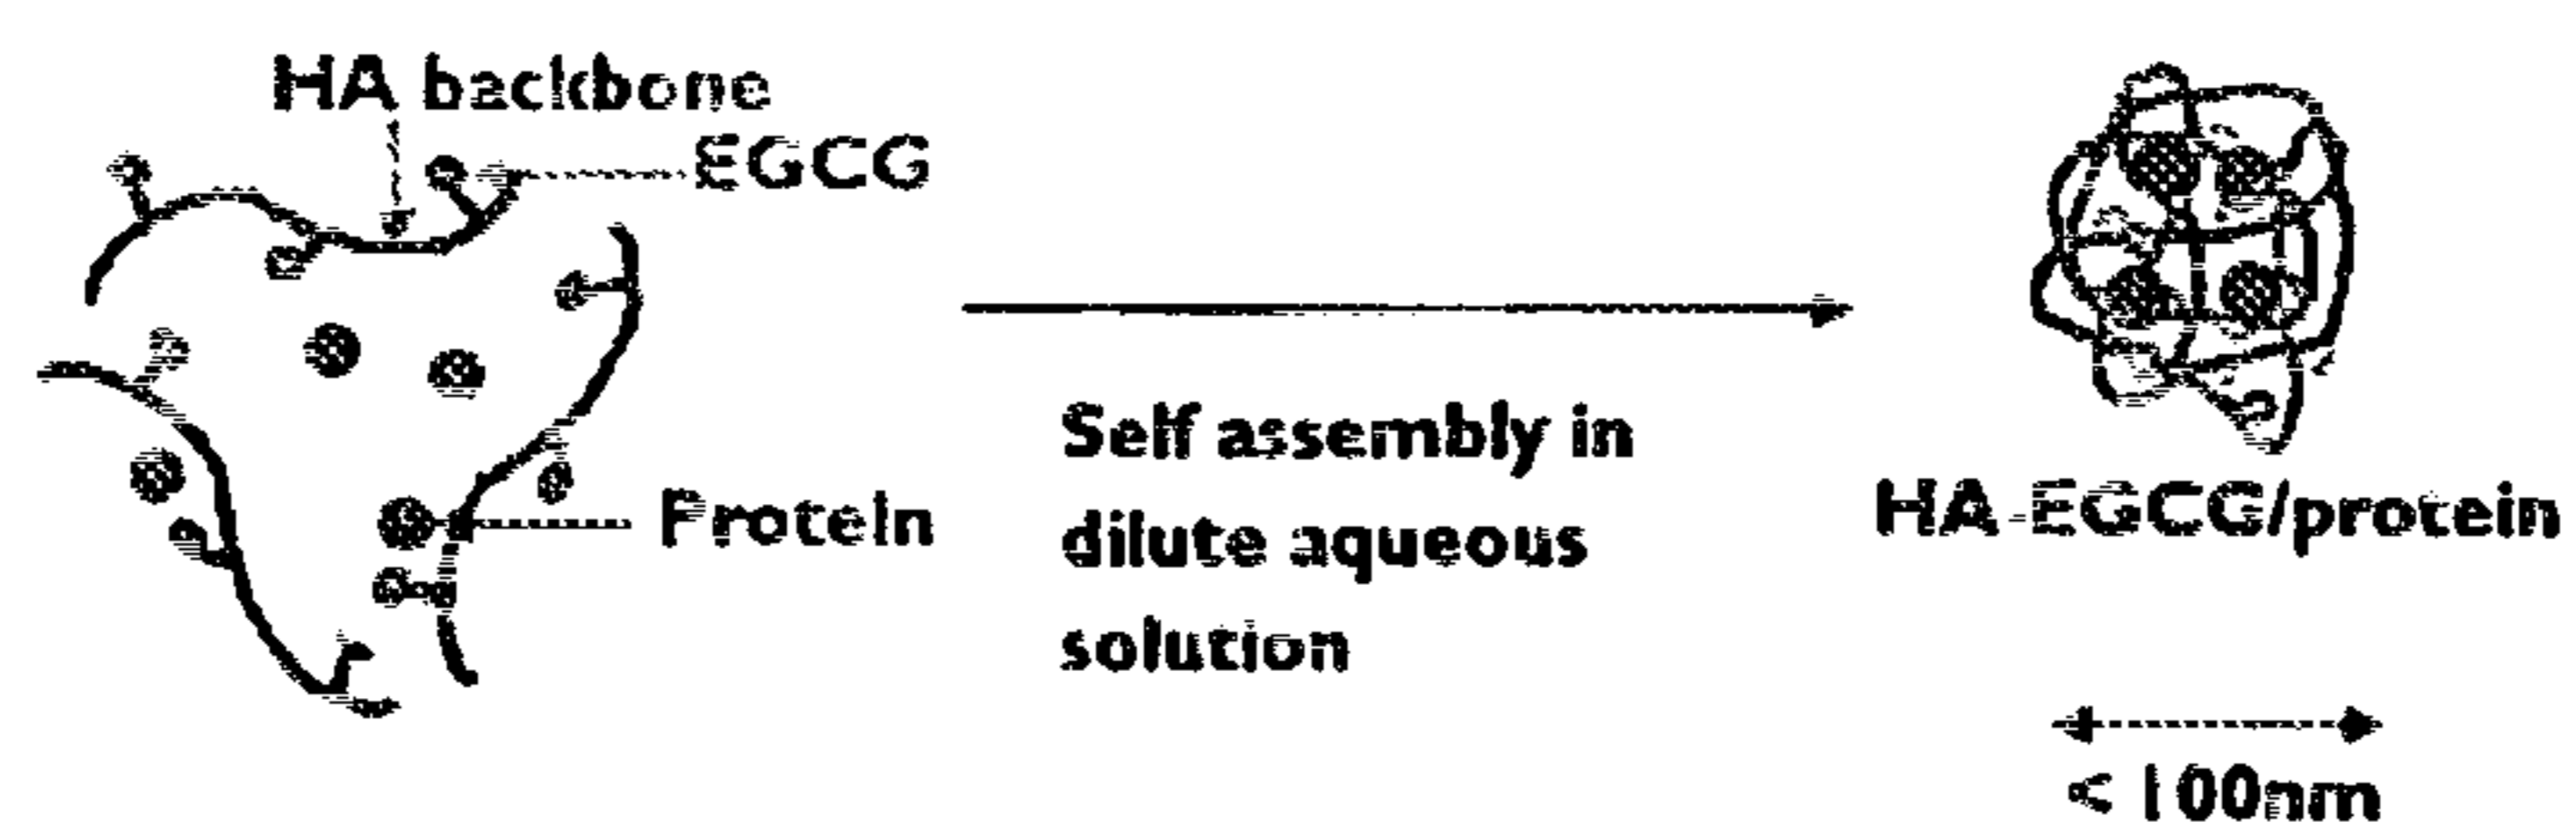 HA backbone
EGCG
Protein
Self assembly in
dilute aqueous
solution
HA-EGCG/protein
< 100nm